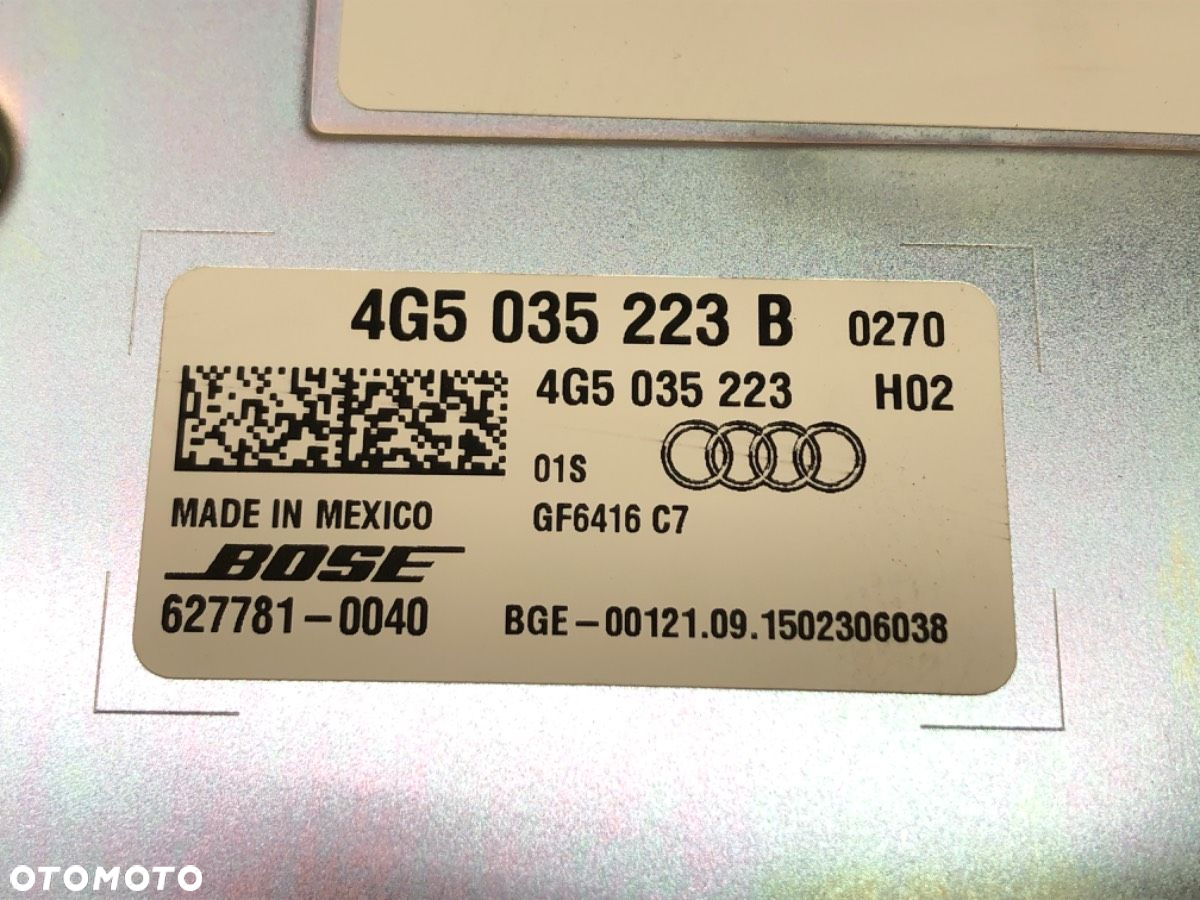 4G5 035 223 B 0270
4G5 035 223 H02
01S
MADE IN MEXICO GF6416 C7
BOSE
627781-0040 BGE-00121.09.1502306038
OTOMOTO